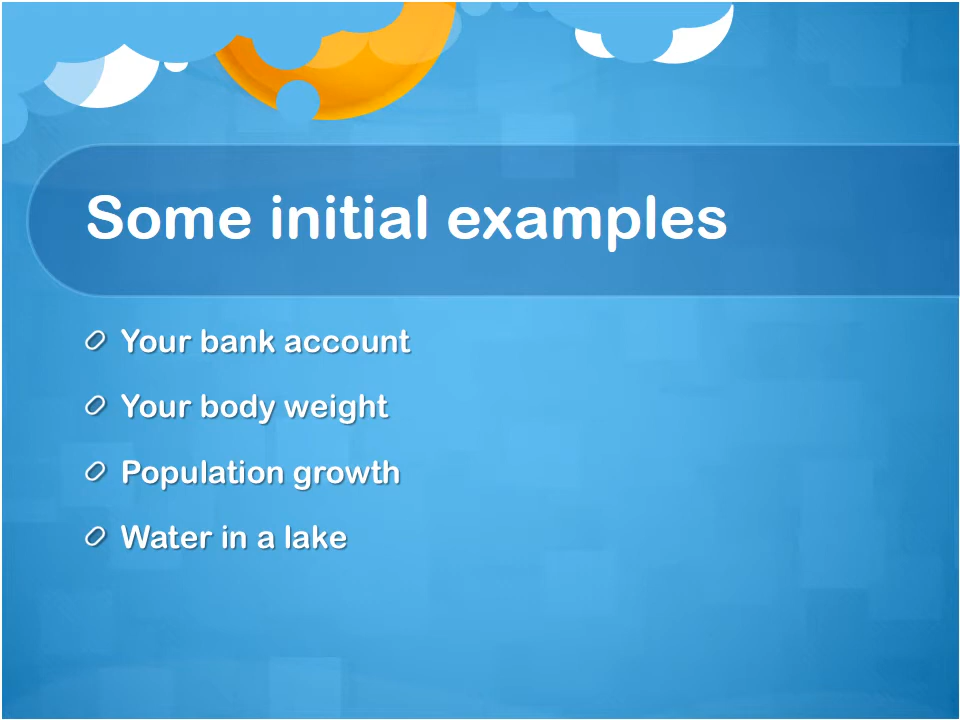 Some initial examples
Your bank account
Your body weight
Population growth
Water in a lake